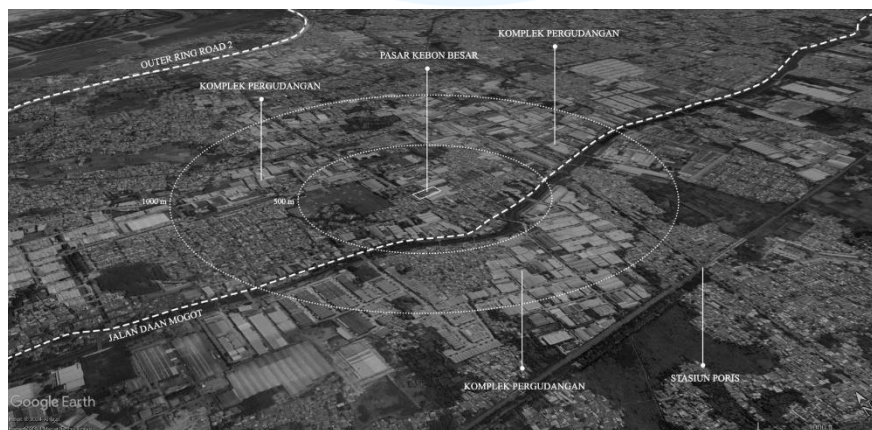 OUTER RING ROAD 2
KOMPLEK PERGUDANGAN
PASAR KEBON BESAR
KOMPLEK PERGUDANGAN
1000 m
500 m
JALAN DAAN MOGOT
KOMPLEK PERGUDANGAN
STASIUN PORIS
Google Earth